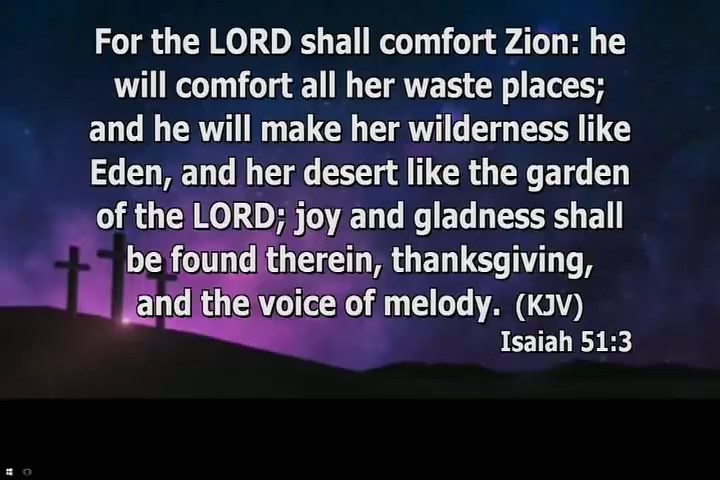 For the LORD shall comfort Zion: he
will comfort all her waste places;
and he will make her wilderness like
Eden, and her desert like the garden
of the LORD; joy and gladness shall
be found therein, thanksgiving,
and the voice of melody. (KJV)
Isaiah 51:3